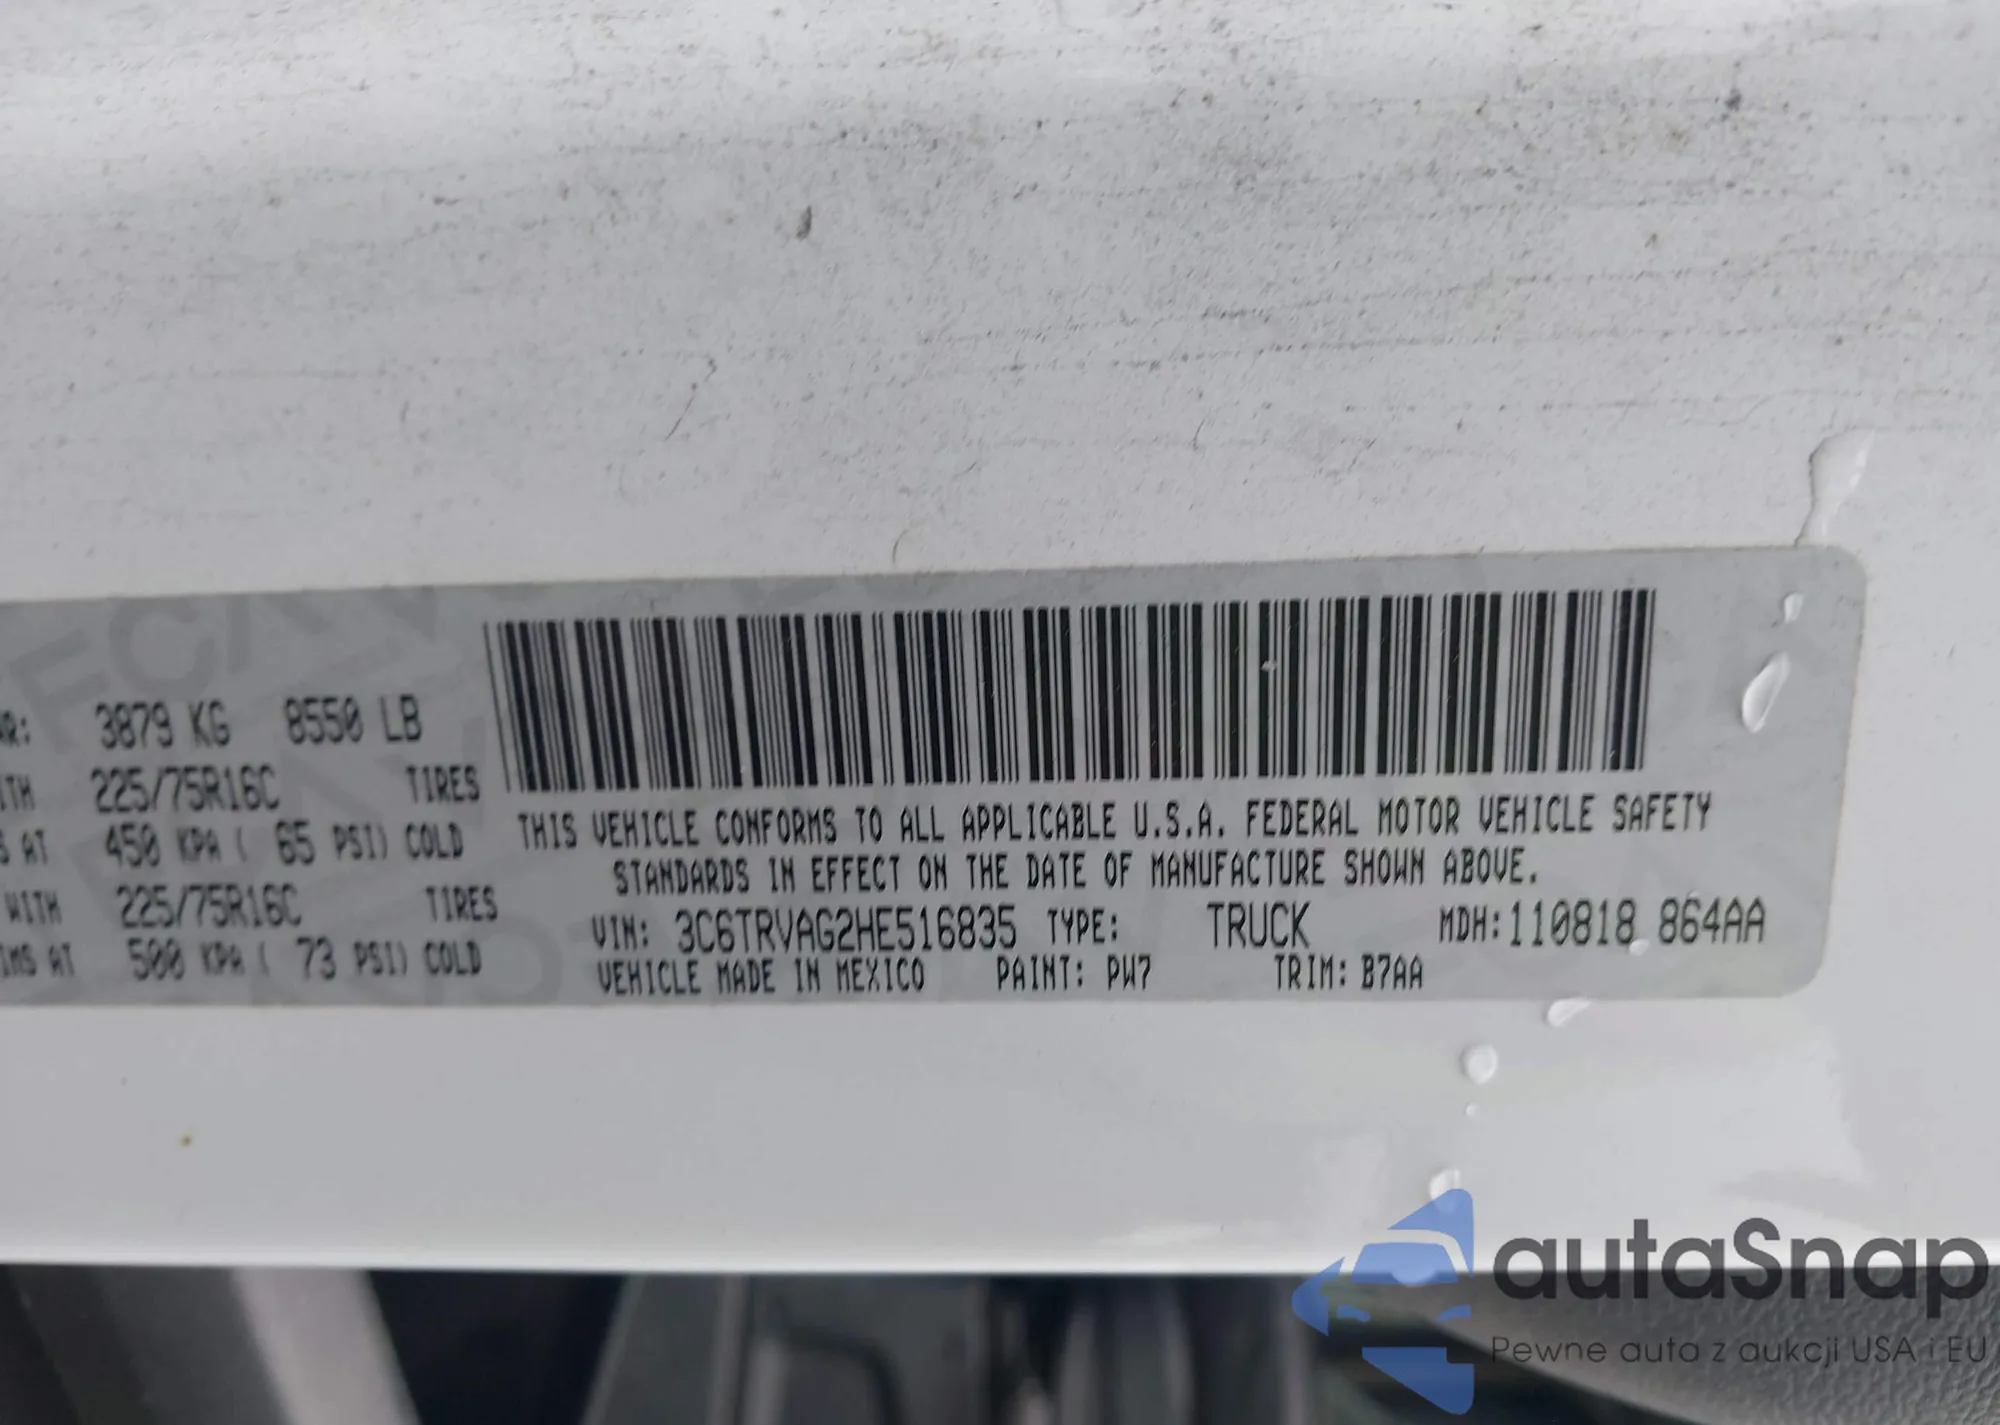 3879 KG 8550 LB
225/75R16C TIRES
AT 450 KPA ( 65 PSI) COLD
WITH 225/75R16C TIRES
AT 500 KPA ( 73 PSI) COLD
THIS VEHICLE CONFORMS TO ALL APPLICABLE U.S.A. FEDERAL MOTOR VEHICLE SAFETY
STANDARDS IN EFFECT ON THE DATE OF MANUFACTURE SHOWN ABOVE.
VIN: 3C6TRVAG2HE516835 TYPE: TRUCK MDH:110818 864AA
VEHICLE MADE IN MEXICO PAINT: PW7 TRIM: B7AA
autaSnap
Pewne auta z aukcji USA i EU